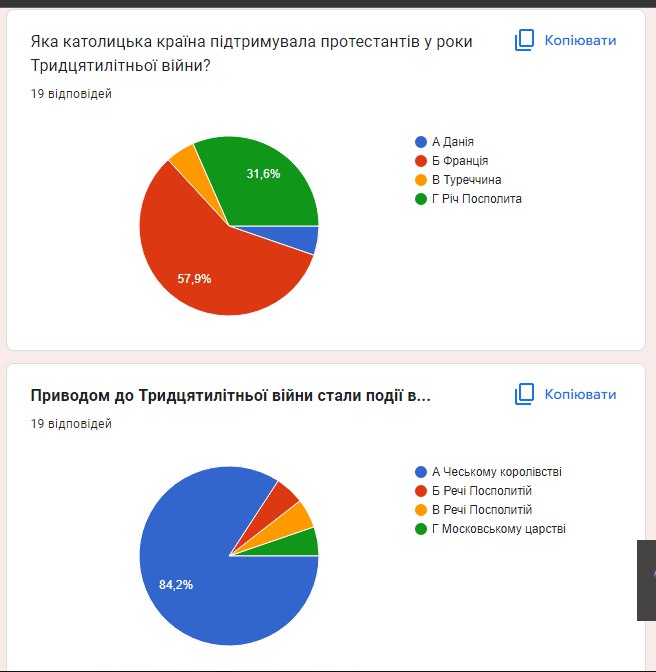 Яка католицька країна підтримувала протестантів у роки
Тридцятилітньої війни?
Копіювати
19 відповідей
31,6%
57,9%
А Данія
Б Франція
В Туреччина
Г Річ Посполита
Приводом до Тридцятилітньої війни стали події в...
Копіювати
19 відповідей
84,2%
А Чеському королівстві
Б Речі Посполитій
В Речі Посполитій
Г Московському царстві